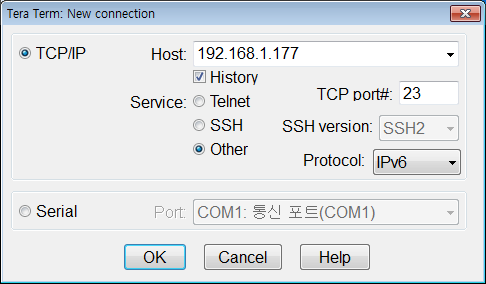 Tera Term: New connection
TCP/IP
Host: 192.168.1.177
History
Service: Telnet
TCP port#: 23
SSH
SSH version: SSH2
Other
Protocol: IPv6
Serial
Port: COM1: 통신 포트(COM1)
OK Cancel Help